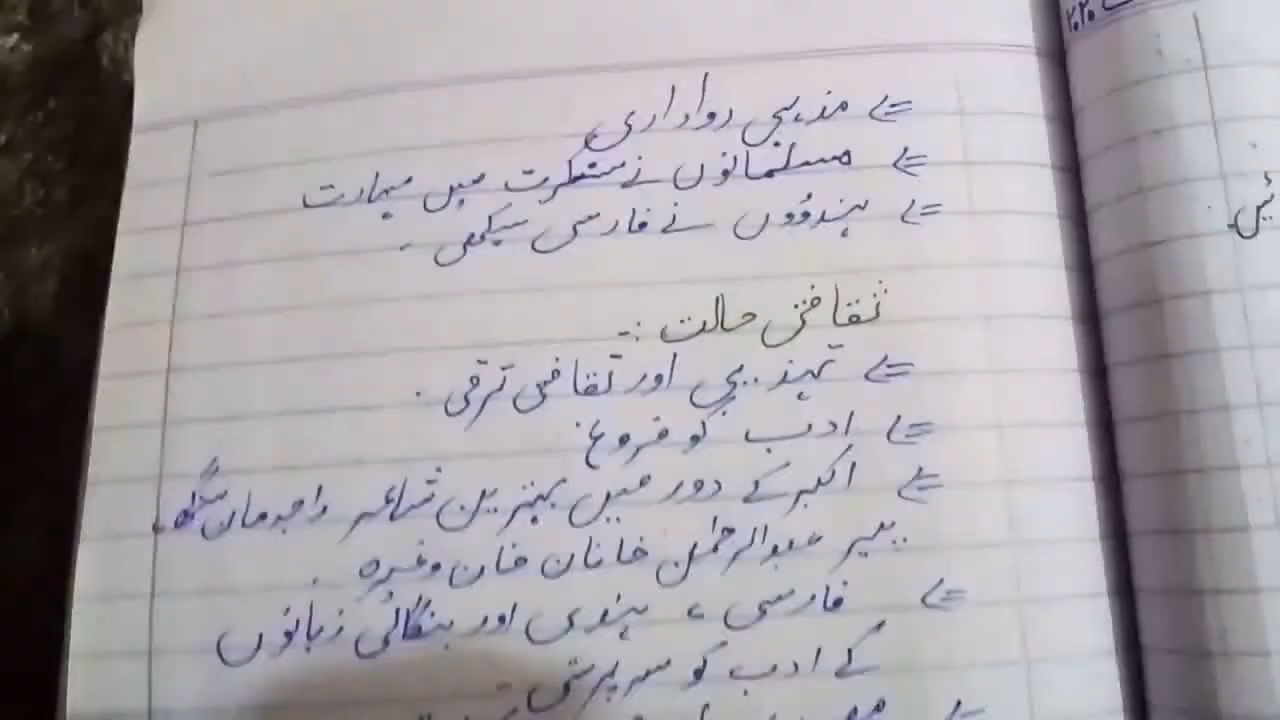 ⇐ مذہبی رواداری
⇐ مسلمانوں نے سنسکرت میں مہارت
⇐ ہندوؤں نے فارسی سیکھی ۔
ثقافتی حالت :-
⇐ تہذیبی اور ثقافتی ترقی ۔
⇐ ادب کو فروغ
⇐ اکبر کے دور میں بہترین شاعر راجہ مان سنگھ،
پیر عبدالرحمٰن خانان خان وغیرہ ۔
⇐ فارسی ، ہندی اور بنگالی زبانوں
کے ادب کو سرپرستی ۔